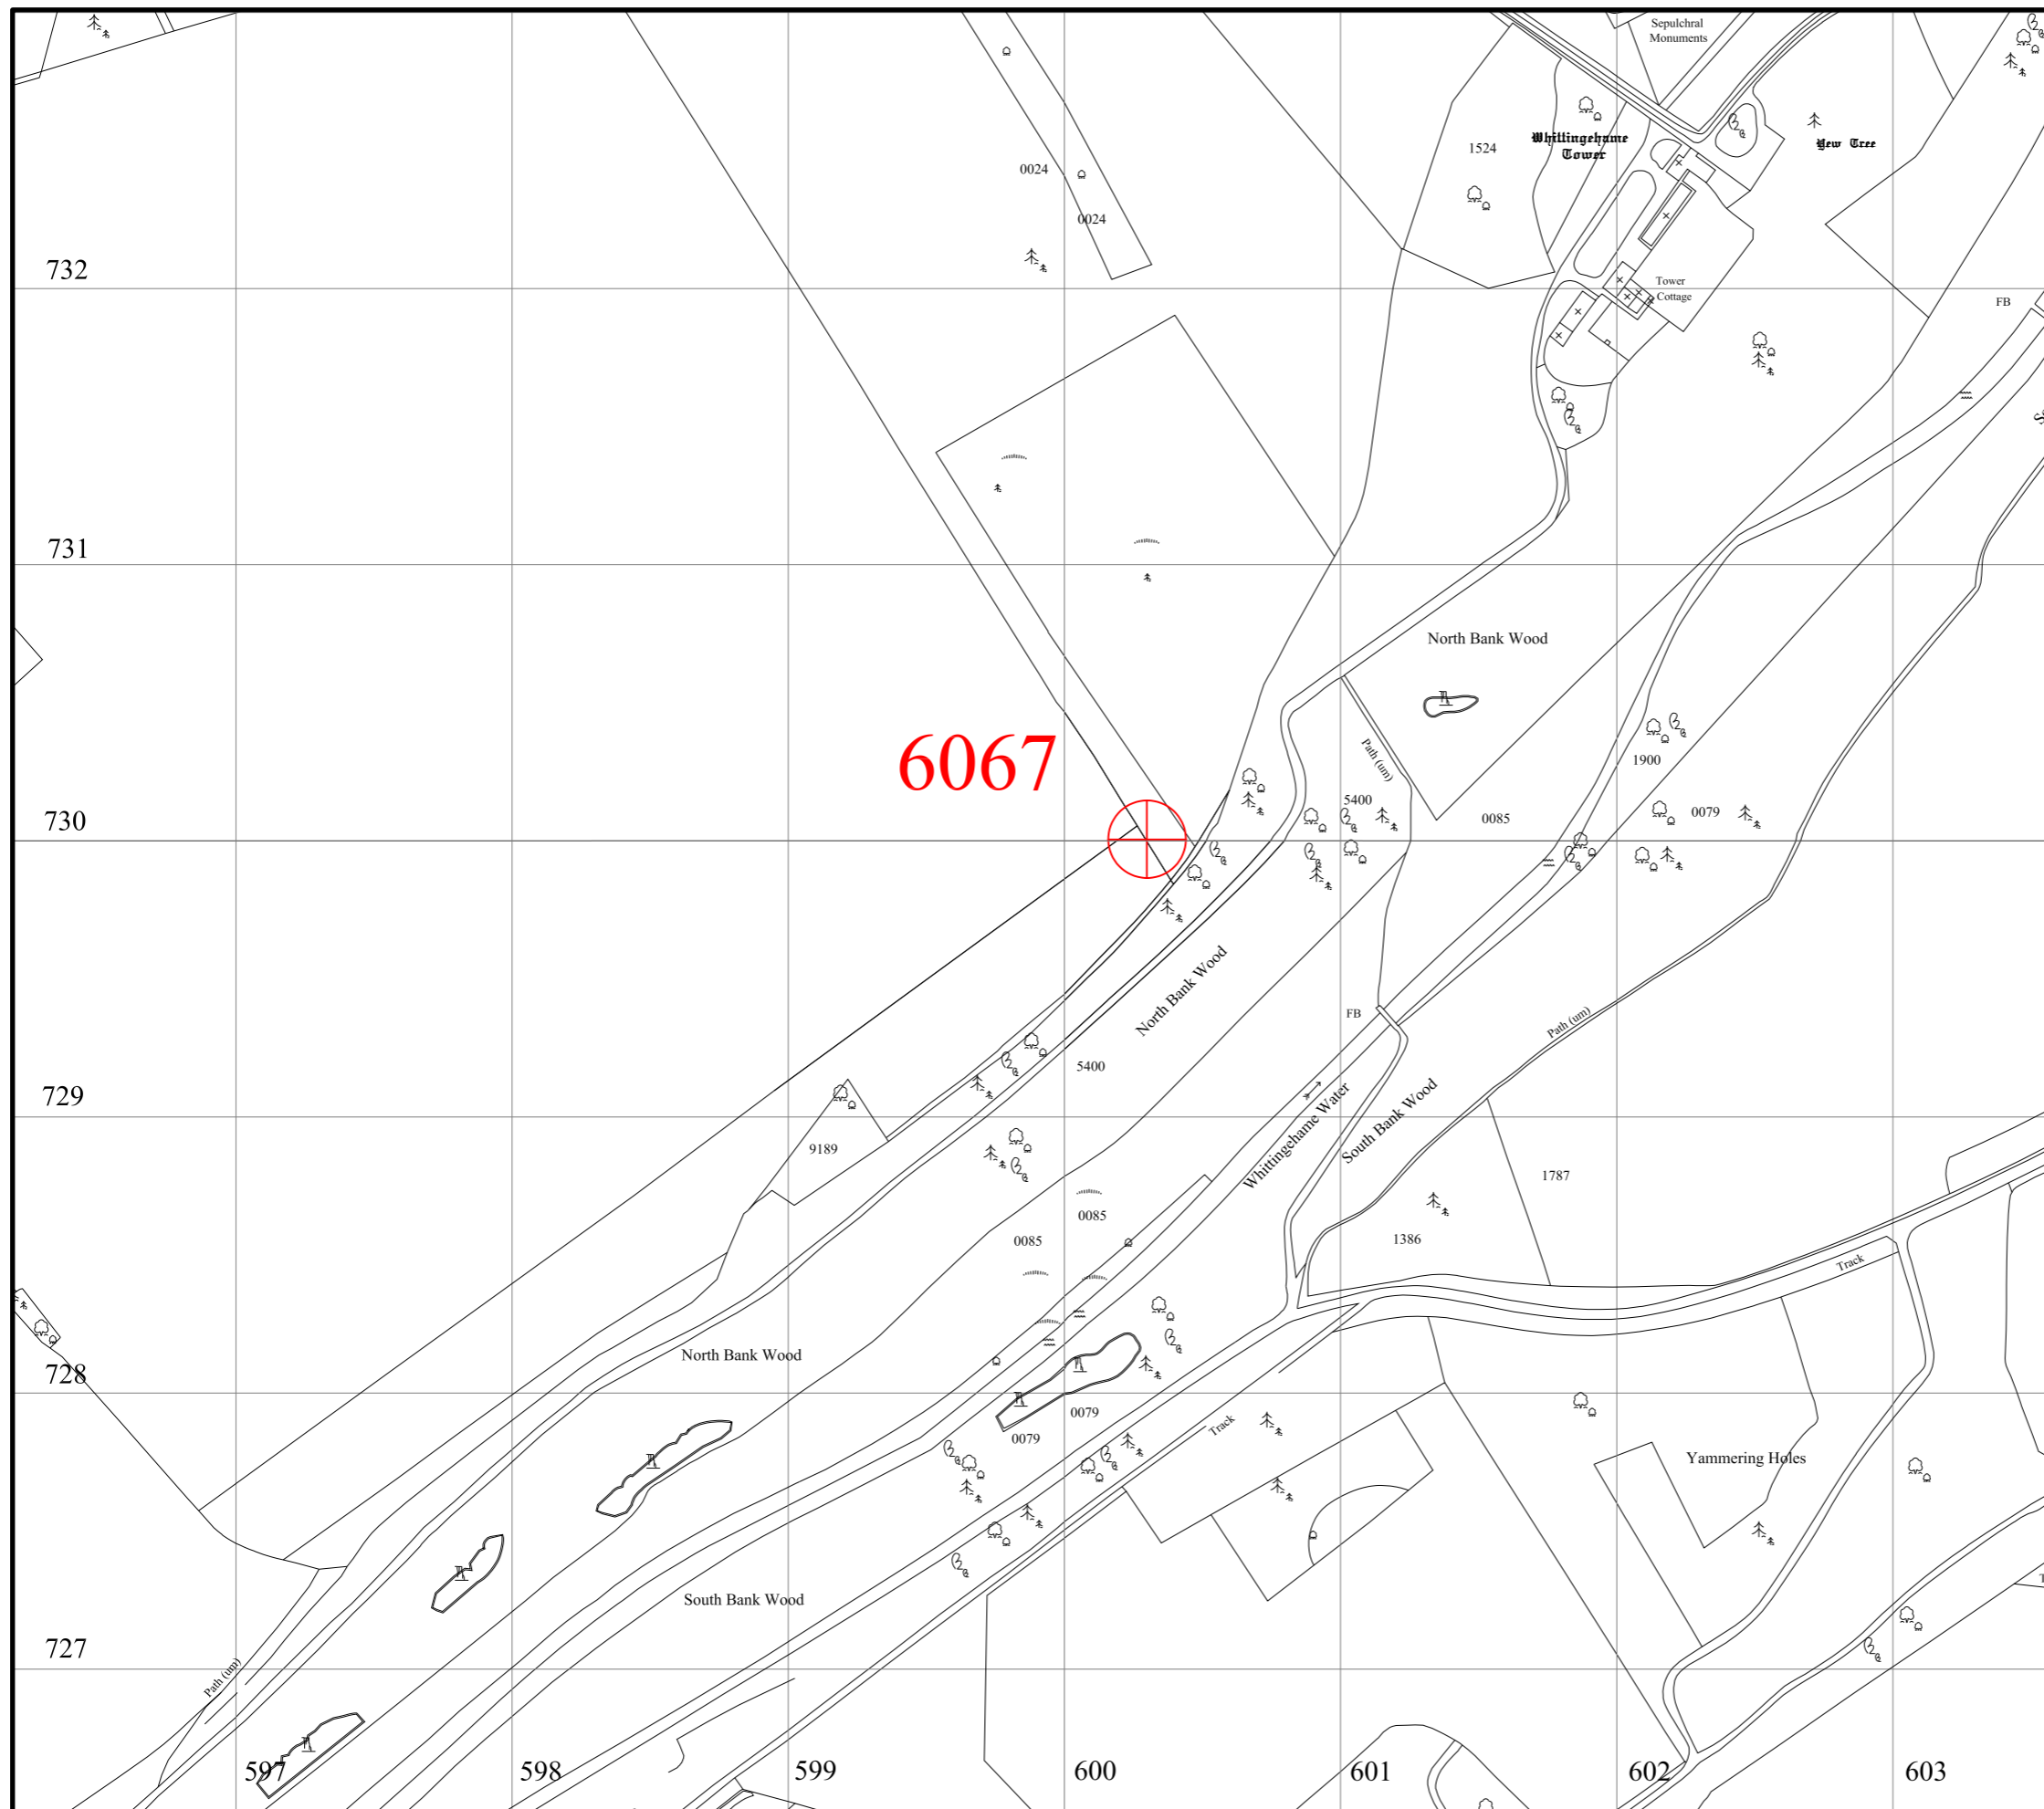 Sepulchral
Monuments
Whittingehame
Tower
Yew Tree
1524
0024
0024
732
Tower
Cottage
FB
731
North Bank Wood
6067
Path (um)
1900
5400
0079
0085
730
North Bank Wood
FB
Path (um)
5400
729
Whittingehame Water
South Bank Wood
9189
1787
0085
0085
1386
Track
North Bank Wood
728
0079
0079
Track
Yammering Holes
South Bank Wood
727
Path (um)
597
598
599
600
601
602
603